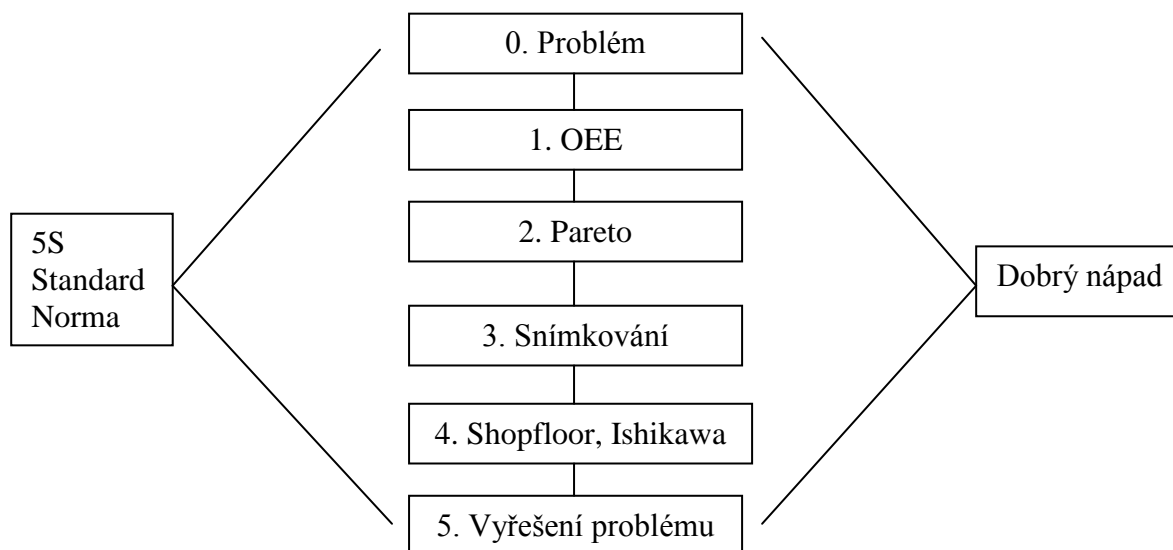 0. Problém
1. OEE
2. Pareto
3. Snímkování
4. Shopfloor, Ishikawa
5. Vyřešení problému
5S
Standard
Norma
Dobrý nápad